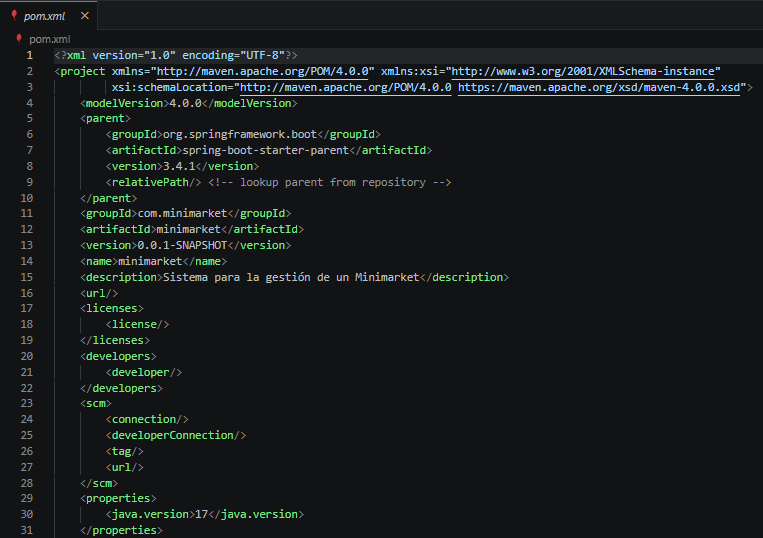 pom.xml
pom.xml
1 <?xml version="1.0" encoding="UTF-8"?>
2 <project xmlns="http://maven.apache.org/POM/4.0.0" xmlns:xsi="http://www.w3.org/2001/XMLSchema-instance"
3 xsi:schemaLocation="http://maven.apache.org/POM/4.0.0 https://maven.apache.org/xsd/maven-4.0.0.xsd">
4 <modelVersion>4.0.0</modelVersion>
5 <parent>
6 <groupId>org.springframework.boot</groupId>
7 <artifactId>spring-boot-starter-parent</artifactId>
8 <version>3.4.1</version>
9 <relativePath/> <!-- lookup parent from repository -->
10 </parent>
11 <groupId>com.minimarket</groupId>
12 <artifactId>minimarket</artifactId>
13 <version>0.0.1-SNAPSHOT</version>
14 <name>minimarket</name>
15 <description>Sistema para la gestión de un Minimarket</description>
16 <url/>
17 <licenses>
18 <license/>
19 </licenses>
20 <developers>
21 <developer/>
22 </developers>
23 <scm>
24 <connection/>
25 <developerConnection/>
26 <tag/>
27 <url/>
28 </scm>
29 <properties>
30 <java.version>17</java.version>
31 </properties>